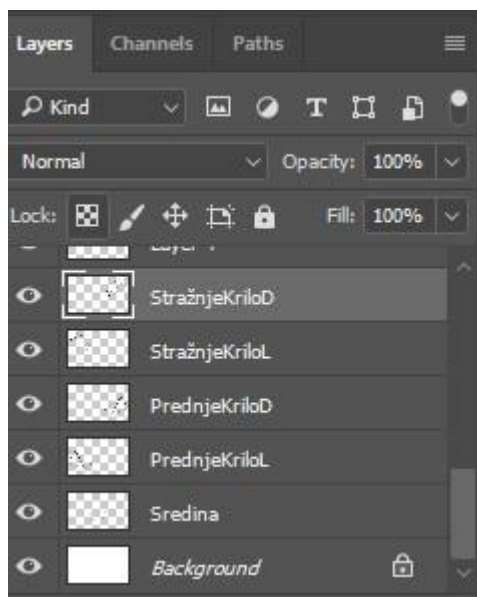 Layers Channels Paths
Kind
Normal Opacity: 100%
Lock: Fill: 100%
StražnjeKriloD
StražnjeKriloL
PrednjeKriloD
PrednjeKriloL
Sredina
Background